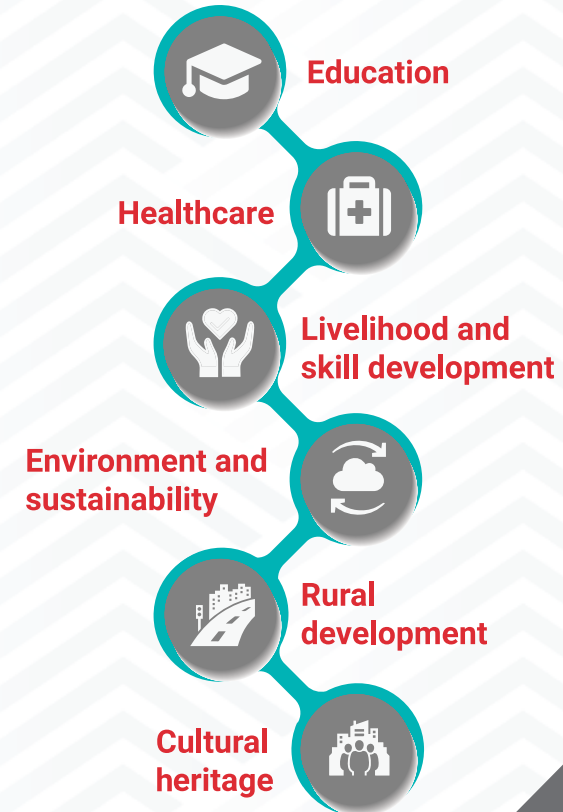 Education
Healthcare
Livelihood and
skill development
Environment and
sustainability
Rural
development
Cultural
heritage